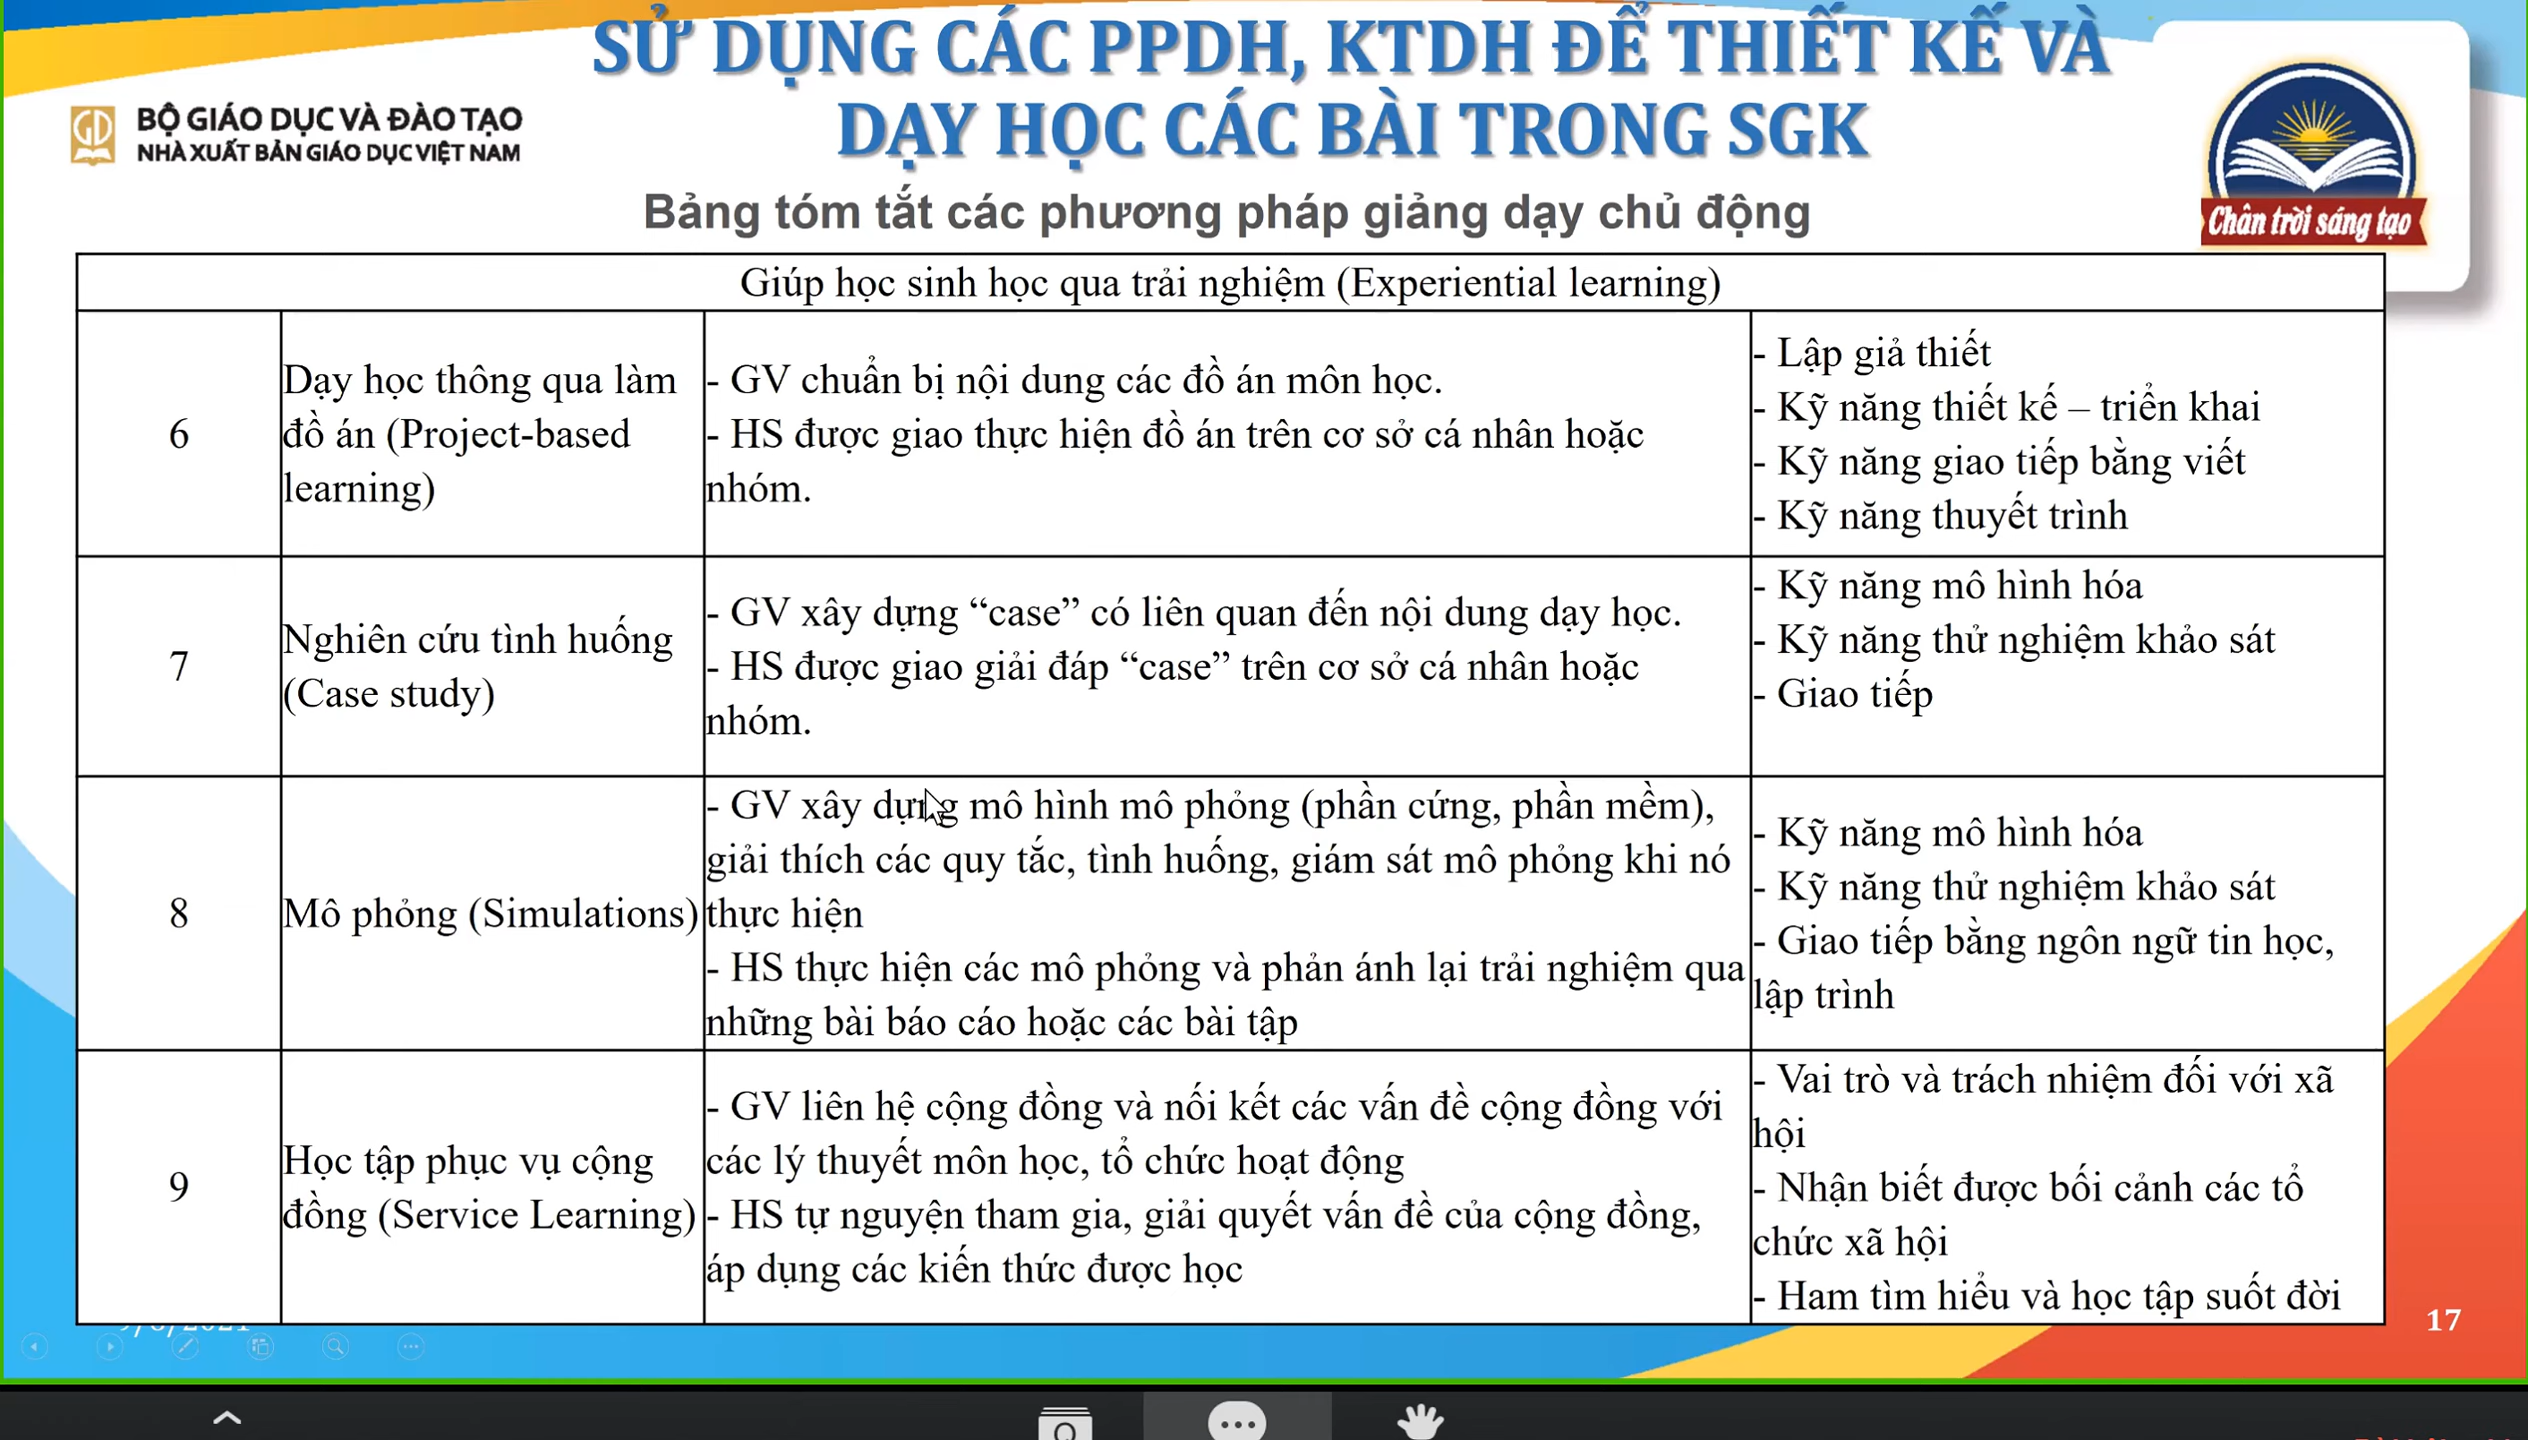 SỬ DỤNG CÁC PPDH, KTDH ĐỂ THIẾT KẾ VÀ
DẠY HỌC CÁC BÀI TRONG SGK
BỘ GIÁO DỤC VÀ ĐÀO TẠO
NHÀ XUẤT BẢN GIÁO DỤC VIỆT NAM
Chân trời sáng tạo
Bảng tóm tắt các phương pháp giảng dạy chủ động
Giúp học sinh học qua trải nghiệm (Experiential learning)
6
Dạy học thông qua làm
đồ án (Project-based
learning)
- GV chuẩn bị nội dung các đồ án môn học.
- HS được giao thực hiện đồ án trên cơ sở cá nhân hoặc
nhóm.
- Lập giả thiết
- Kỹ năng thiết kế – triển khai
- Kỹ năng giao tiếp bằng viết
- Kỹ năng thuyết trình
7
Nghiên cứu tình huống
(Case study)
- GV xây dựng “case” có liên quan đến nội dung dạy học.
- HS được giao giải đáp “case” trên cơ sở cá nhân hoặc
nhóm.
- Kỹ năng mô hình hóa
- Kỹ năng thử nghiệm khảo sát
- Giao tiếp
8
Mô phỏng (Simulations)
- GV xây dựng mô hình mô phỏng (phần cứng, phần mềm),
giải thích các quy tắc, tình huống, giám sát mô phỏng khi nó
thực hiện
- HS thực hiện các mô phỏng và phản ánh lại trải nghiệm qua
những bài báo cáo hoặc các bài tập
- Kỹ năng mô hình hóa
- Kỹ năng thử nghiệm khảo sát
- Giao tiếp bằng ngôn ngữ tin học,
lập trình
9
Học tập phục vụ cộng
đồng (Service Learning)
- GV liên hệ cộng đồng và nối kết các vấn đề cộng đồng với
các lý thuyết môn học, tổ chức hoạt động
- HS tự nguyện tham gia, giải quyết vấn đề của cộng đồng,
áp dụng các kiến thức được học
- Vai trò và trách nhiệm đối với xã
hội
- Nhận biết được bối cảnh các tổ
chức xã hội
- Ham tìm hiểu và học tập suốt đời
17